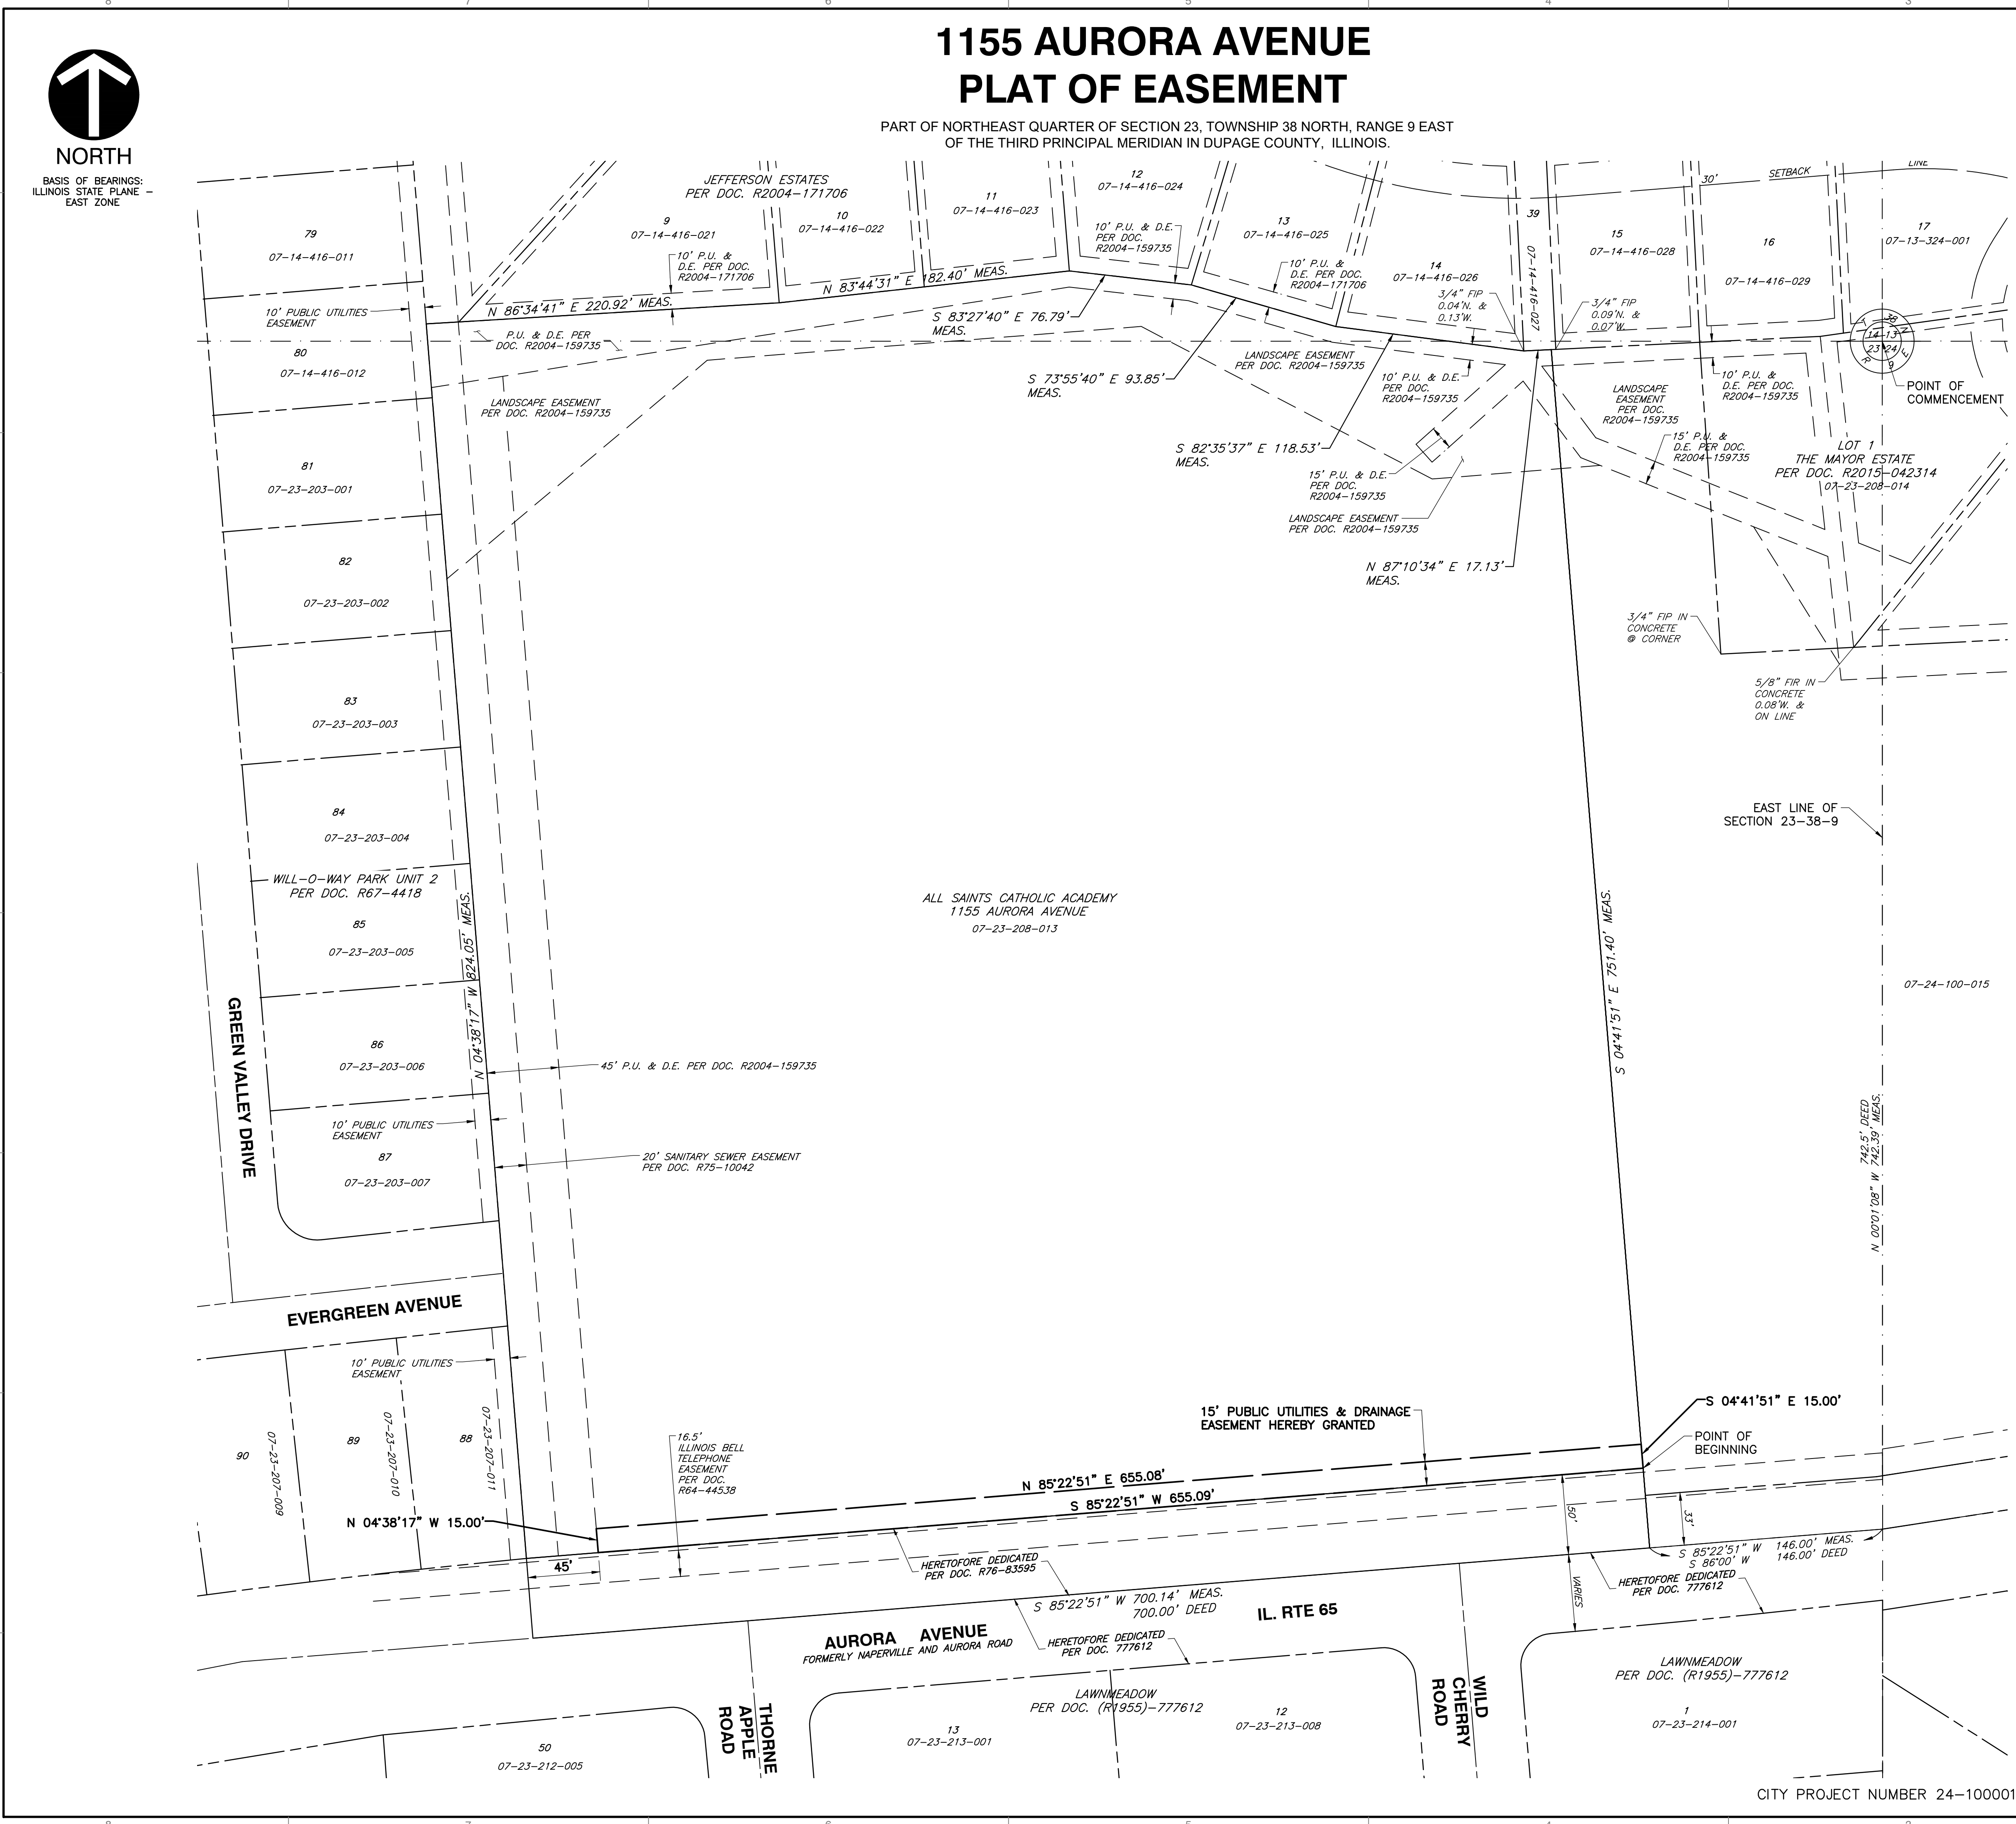 8 7 6 5 4 3
1155 AURORA AVENUE
PLAT OF EASEMENT
PART OF NORTHEAST QUARTER OF SECTION 23, TOWNSHIP 38 NORTH, RANGE 9 EAST
OF THE THIRD PRINCIPAL MERIDIAN IN DUPAGE COUNTY, ILLINOIS.
NORTH
BASIS OF BEARINGS:
ILLINOIS STATE PLANE –
EAST ZONE
JEFFERSON ESTATES
PER DOC. R2004-171706
9
07-14-416-021
10
07-14-416-022
11
07-14-416-023
12
07-14-416-024
13
07-14-416-025
14
07-14-416-026
39
07-14-416-027
15
07-14-416-028
16
07-14-416-029
17
07-13-324-001
30' SETBACK LINE
79
07-14-416-011
10' PUBLIC UTILITIES
EASEMENT
80
07-14-416-012
81
07-23-203-001
82
07-23-203-002
83
07-23-203-003
84
07-23-203-004
WILL-O-WAY PARK UNIT 2
PER DOC. R67-4418
85
07-23-203-005
86
07-23-203-006
10' PUBLIC UTILITIES
EASEMENT
87
07-23-203-007
GREEN VALLEY DRIVE
EVERGREEN AVENUE
10' P.U. &
D.E. PER DOC.
R2004-171706
10' P.U. & D.E.
PER DOC.
R2004-159735
10' P.U. &
D.E. PER DOC.
R2004-171706
N 86°34'41" E 220.92' MEAS.
N 83°44'31" E 182.40' MEAS.
S 83°27'40" E 76.79'
MEAS.
S 73°55'40" E 93.85'
MEAS.
S 82°35'37" E 118.53'
MEAS.
N 87°10'34" E 17.13'
MEAS.
P.U. & D.E. PER
DOC. R2004-159735
LANDSCAPE EASEMENT
PER DOC. R2004-159735
LANDSCAPE EASEMENT
PER DOC. R2004-159735
3/4" FIP
0.04'N. &
0.13'W.
3/4" FIP
0.09'N. &
0.07'W.
10' P.U. & D.E.
PER DOC.
R2004-159735
15' P.U. & D.E.
PER DOC.
R2004-159735
LANDSCAPE EASEMENT
PER DOC. R2004-159735
LANDSCAPE
EASEMENT
PER DOC.
R2004-159735
10' P.U. &
D.E. PER DOC.
R2004-159735
15' P.U. &
D.E. PER DOC.
R2004-159735
T 38 N
14-13
23-24
R 9 E
POINT OF
COMMENCEMENT
LOT 1
THE MAYOR ESTATE
PER DOC. R2015-042314
07-23-208-014
3/4" FIP IN
CONCRETE
@ CORNER
5/8" FIR IN
CONCRETE
0.08'W. &
ON LINE
EAST LINE OF
SECTION 23-38-9
ALL SAINTS CATHOLIC ACADEMY
1155 AURORA AVENUE
07-23-208-013
N 04°38'17" W 824.05' MEAS.
S 04°41'51" E 751.40' MEAS.
07-24-100-015
742.5' DEED
N 00°01'08" W 742.39' MEAS.
45' P.U. & D.E. PER DOC. R2004-159735
20' SANITARY SEWER EASEMENT
PER DOC. R75-10042
10' PUBLIC UTILITIES
EASEMENT
90
07-23-207-009
89
07-23-207-010
88
07-23-207-011
16.5'
ILLINOIS BELL
TELEPHONE
EASEMENT
PER DOC.
R64-44538
15' PUBLIC UTILITIES & DRAINAGE
EASEMENT HEREBY GRANTED
S 04°41'51" E 15.00'
POINT OF
BEGINNING
N 85°22'51" E 655.08'
S 85°22'51" W 655.09'
N 04°38'17" W 15.00'
45'
50'
33'
VARIES
S 85°22'51" W 146.00' MEAS.
S 86°00' W 146.00' DEED
HERETOFORE DEDICATED
PER DOC. R76-83595
HERETOFORE DEDICATED
PER DOC. 777612
S 85°22'51" W 700.14' MEAS.
700.00' DEED
IL. RTE 65
AURORA AVENUE
FORMERLY NAPERVILLE AND AURORA ROAD
HERETOFORE DEDICATED
PER DOC. 777612
THORNE
APPLE
ROAD
WILD
CHERRY
ROAD
LAWNMEADOW
PER DOC. (R1955)-777612
LAWNMEADOW
PER DOC. (R1955)-777612
50
07-23-212-005
13
07-23-213-001
12
07-23-213-008
1
07-23-214-001
CITY PROJECT NUMBER 24-100001
8 7 6 5 4 3